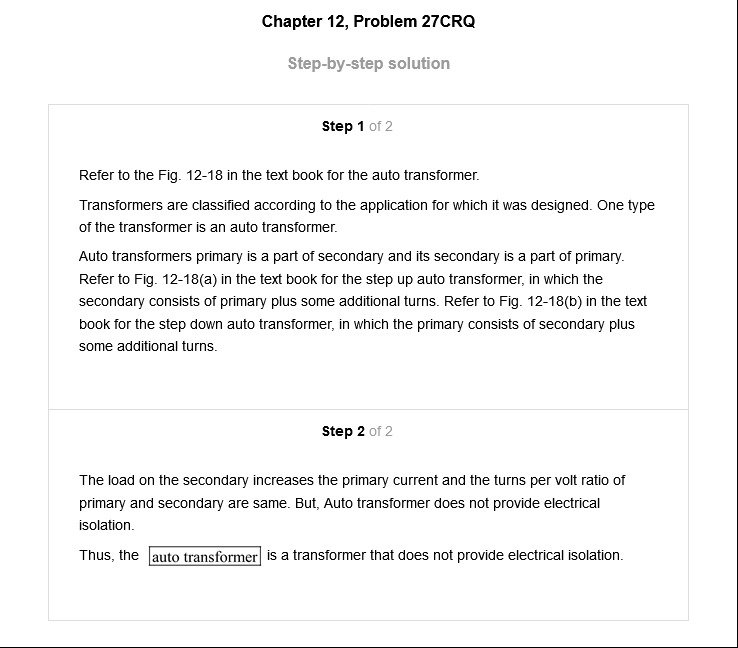 Chapter 12, Problem 27CRQ
Step-by-step solution
Step 1 of 2
Refer to the Fig. 12-18 in the text book for the auto transformer.
Transformers are classified according to the application for which it was designed. One type
of the transformer is an auto transformer.
Auto transformers primary is a part of secondary and its secondary is a part of primary.
Refer to Fig. 12-18(a) in the text book for the step up auto transformer, in which the
secondary consists of primary plus some additional turns. Refer to Fig. 12-18(b) in the text
book for the step down auto transformer, in which the primary consists of secondary plus
some additional turns.
Step 2 of 2
The load on the secondary increases the primary current and the turns per volt ratio of
primary and secondary are same. But, Auto transformer does not provide electrical
isolation.
Thus, the auto transformer is a transformer that does not provide electrical isolation.